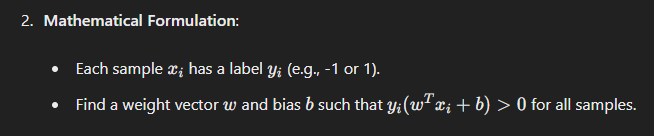 2. Mathematical Formulation:
• Each sample xᵢ has a label yᵢ (e.g., -1 or 1).
• Find a weight vector w and bias b such that yᵢ(wᵀxᵢ + b) > 0 for all samples.